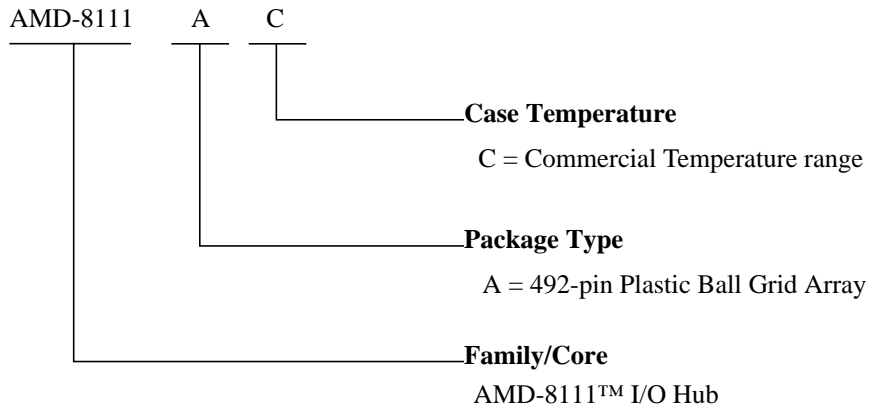 AMD-8111 A C
Case Temperature
C = Commercial Temperature range
Package Type
A = 492-pin Plastic Ball Grid Array
Family/Core
AMD-8111™ I/O Hub